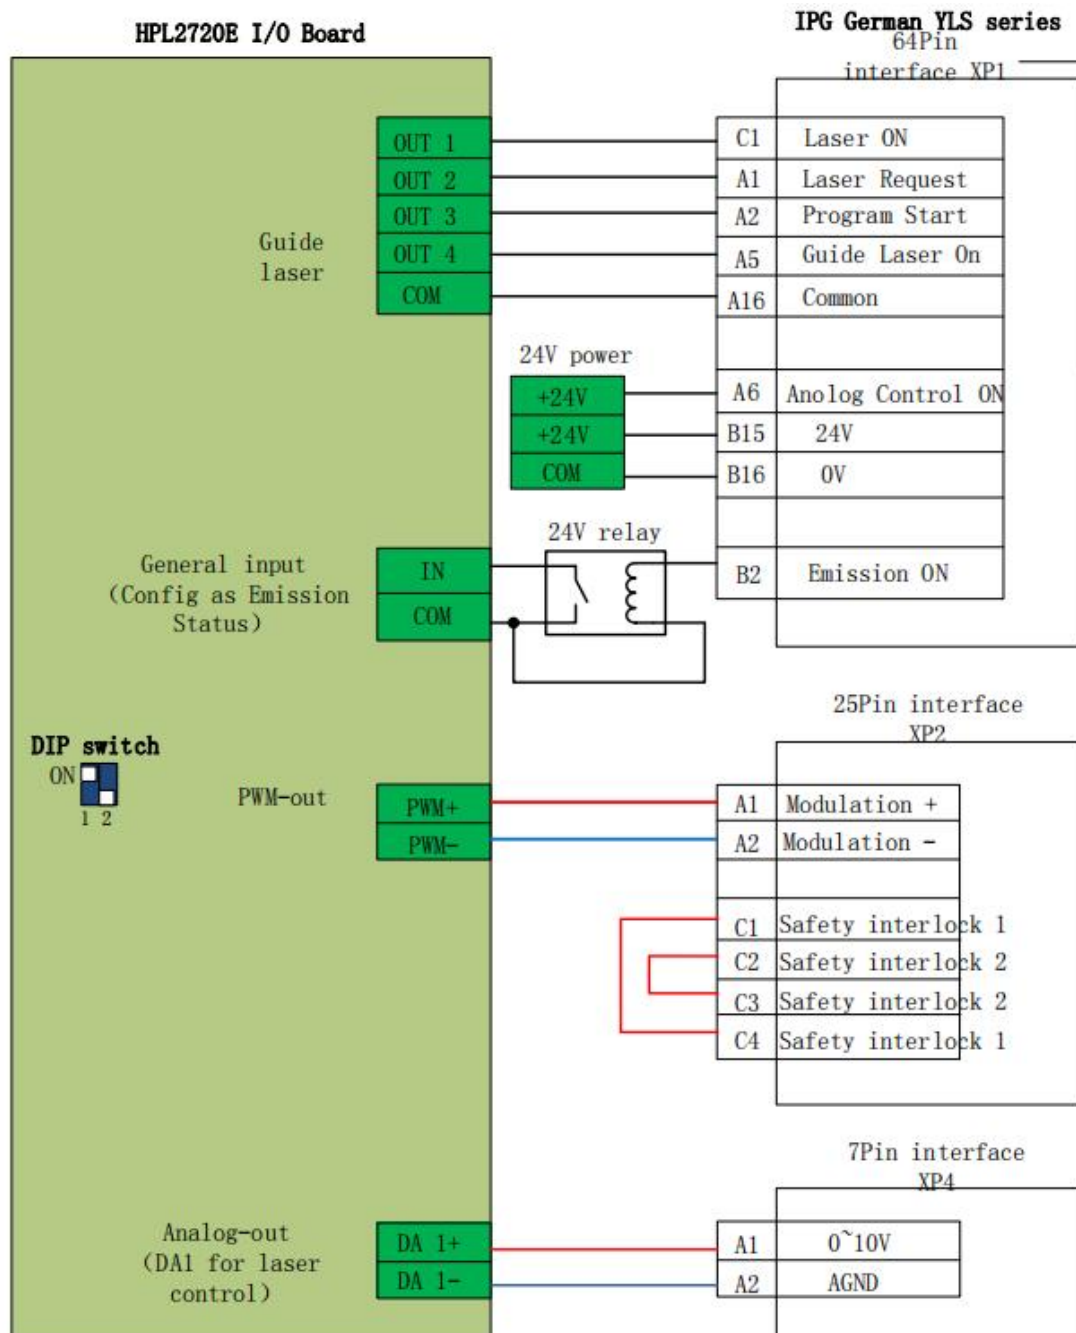 HPL2720E I/O Board
IPG German YLS series
64Pin
interface XP1
OUT 1
C1 Laser ON
OUT 2
A1 Laser Request
OUT 3
A2 Program Start
Guide
laser
OUT 4
A5 Guide Laser On
COM
A16 Common
24V power
+24V
A6 Anolog Control ON
+24V
B15 24V
COM
B16 0V
24V relay
General input
(Config as Emission
Status)
IN
COM
B2 Emission ON
25Pin interface
XP2
DIP switch
ON
1 2
PWM-out
PWM+
A1 Modulation +
PWM-
A2 Modulation -
C1 Safety interlock 1
C2 Safety interlock 2
C3 Safety interlock 2
C4 Safety interlock 1
7Pin interface
XP4
Analog-out
(DA1 for laser
control)
DA 1+
A1 0~10V
DA 1-
A2 AGND